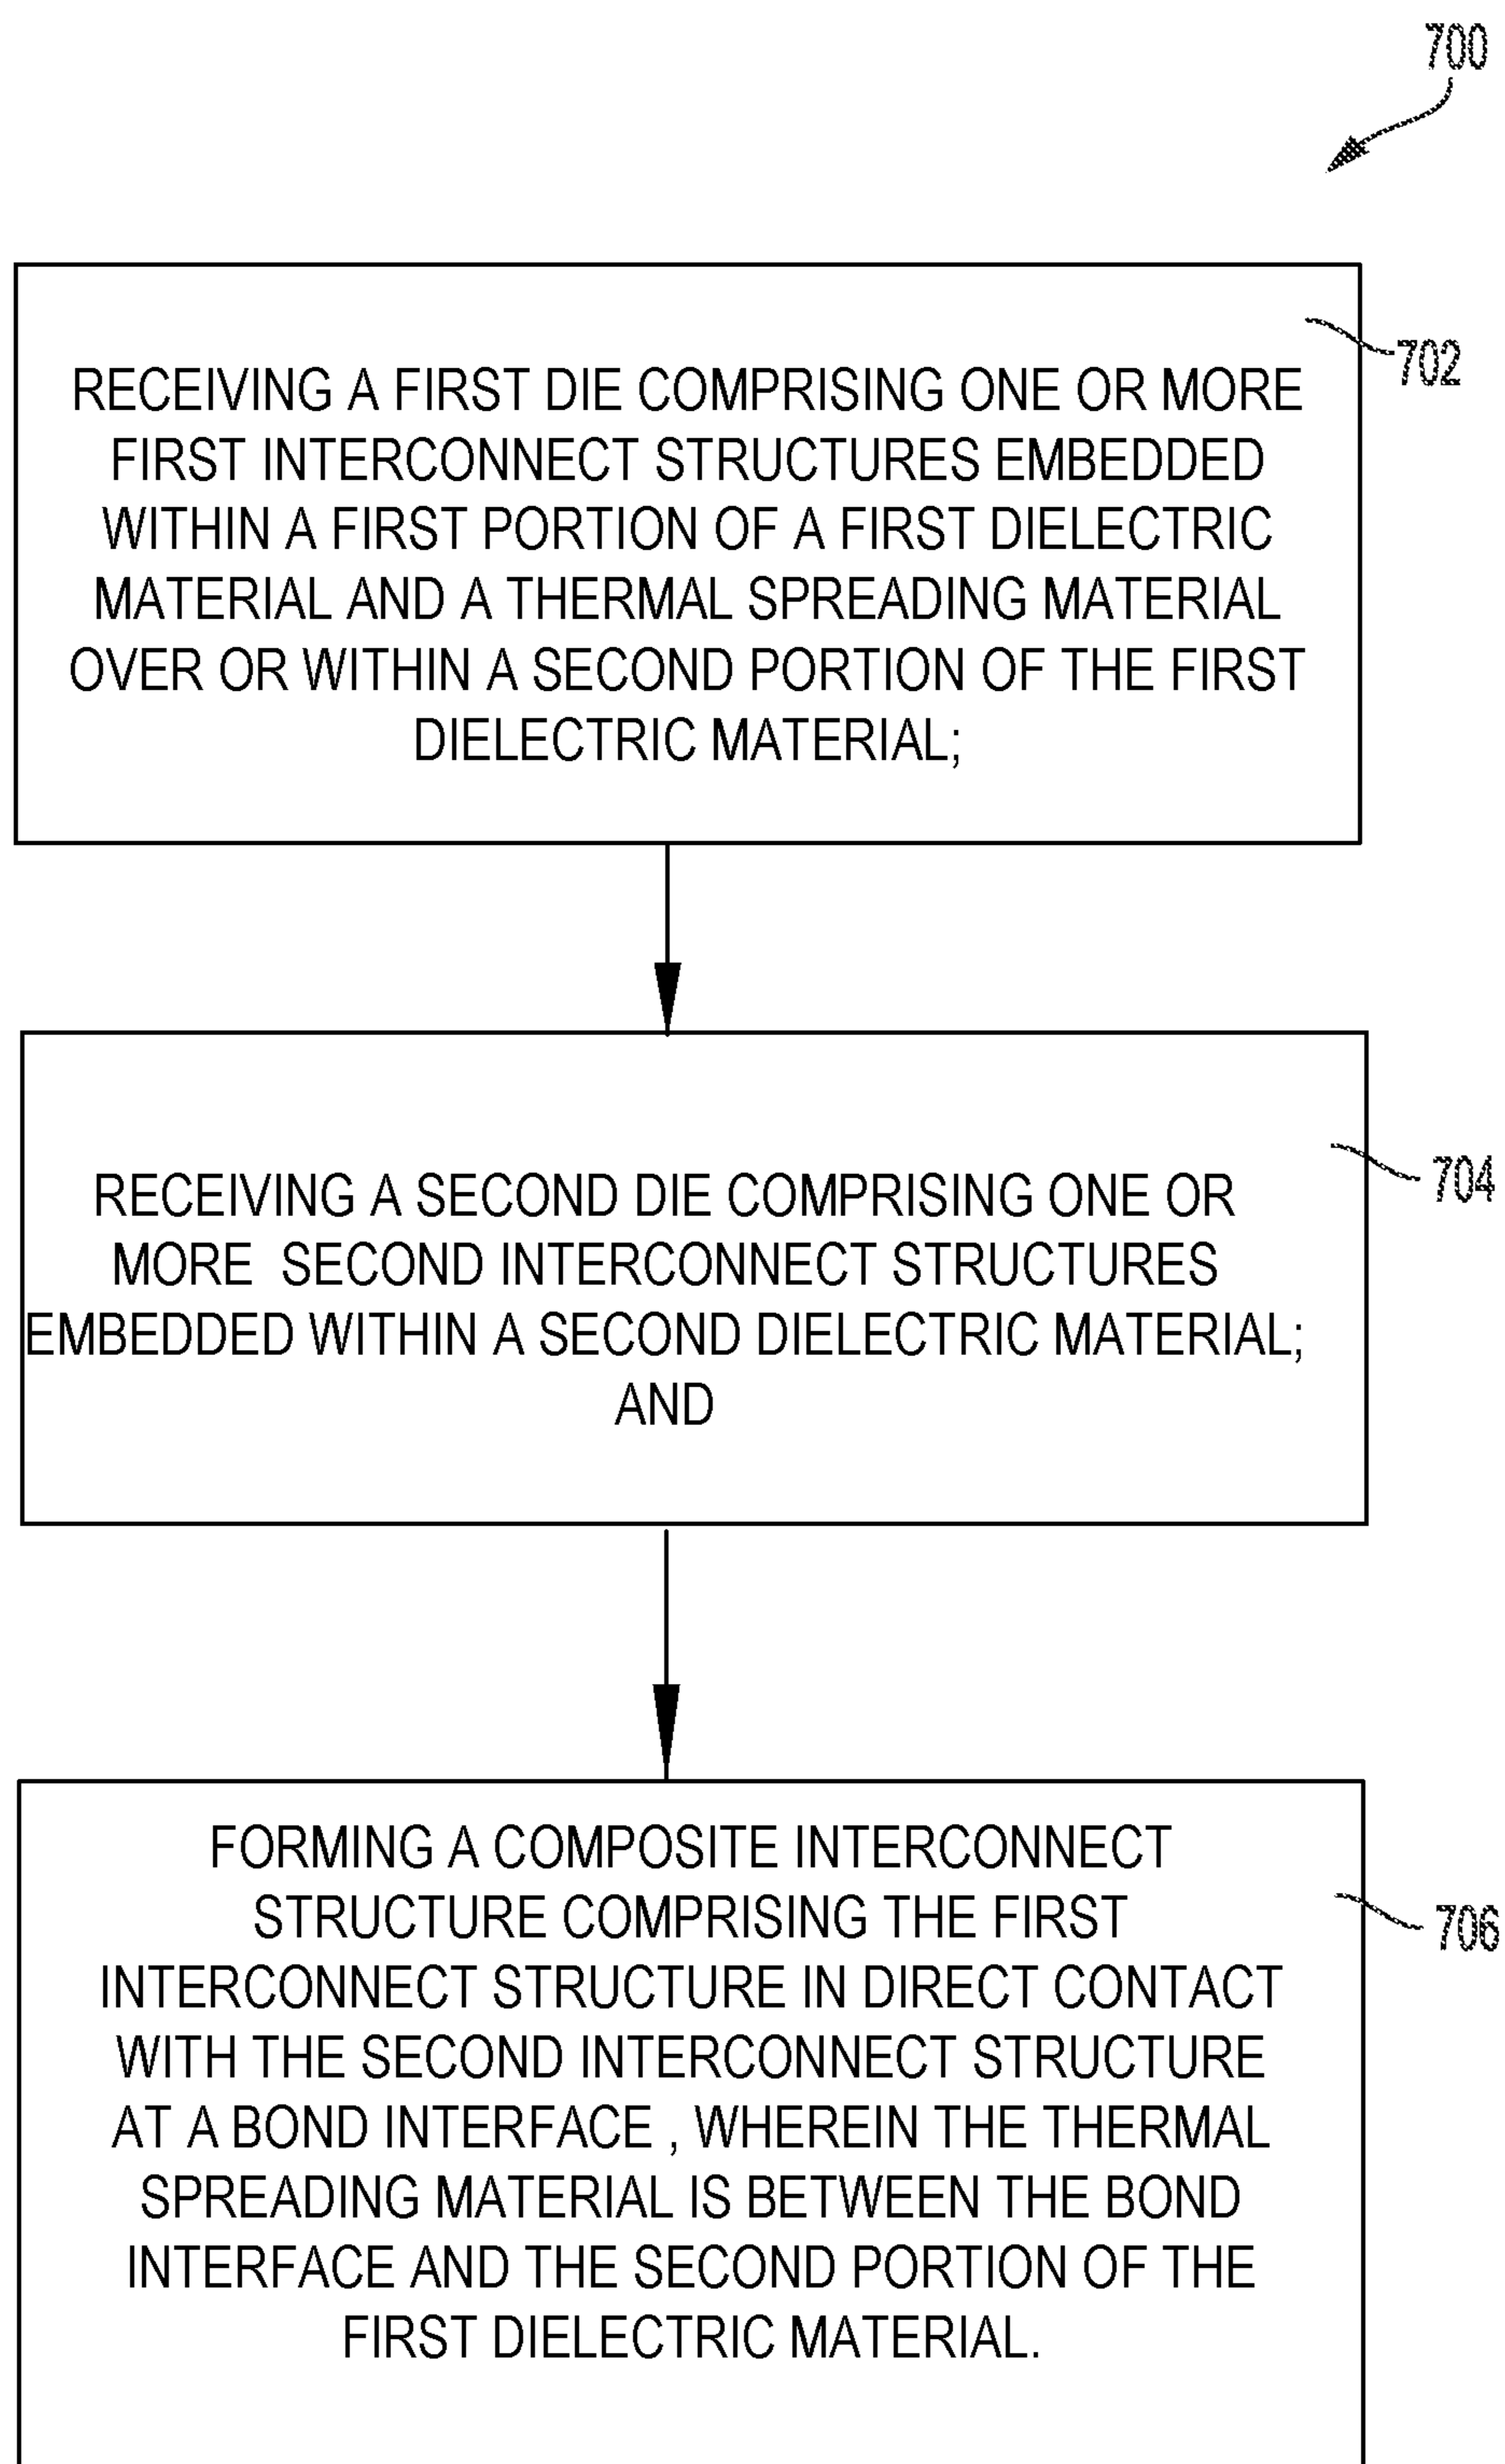 700
702
RECEIVING A FIRST DIE COMPRISING ONE OR MORE
FIRST INTERCONNECT STRUCTURES EMBEDDED
WITHIN A FIRST PORTION OF A FIRST DIELECTRIC
MATERIAL AND A THERMAL SPREADING MATERIAL
OVER OR WITHIN A SECOND PORTION OF THE FIRST
DIELECTRIC MATERIAL;
704
RECEIVING A SECOND DIE COMPRISING ONE OR
MORE SECOND INTERCONNECT STRUCTURES
EMBEDDED WITHIN A SECOND DIELECTRIC MATERIAL;
AND
706
FORMING A COMPOSITE INTERCONNECT
STRUCTURE COMPRISING THE FIRST
INTERCONNECT STRUCTURE IN DIRECT CONTACT
WITH THE SECOND INTERCONNECT STRUCTURE
AT A BOND INTERFACE , WHEREIN THE THERMAL
SPREADING MATERIAL IS BETWEEN THE BOND
INTERFACE AND THE SECOND PORTION OF THE
FIRST DIELECTRIC MATERIAL.